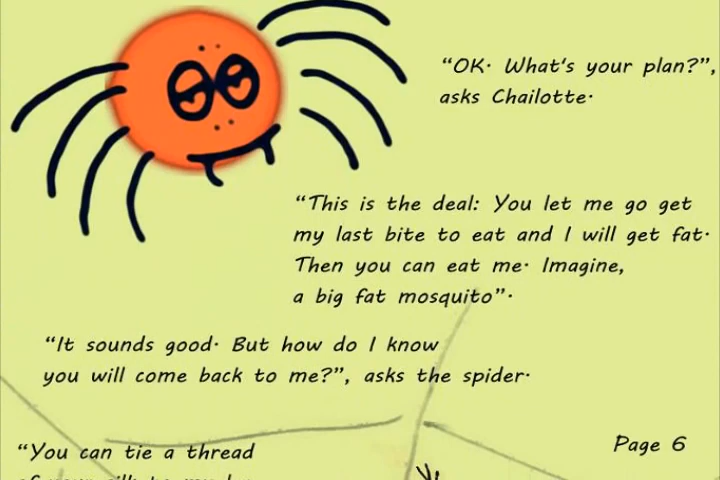 “OK. What's your plan?”,
asks Chailotte.
“This is the deal: You let me go get
my last bite to eat and I will get fat.
Then you can eat me. Imagine,
a big fat mosquito”.
“It sounds good. But how do I know
you will come back to me?”, asks the spider.
Page 6
“You can tie a thread